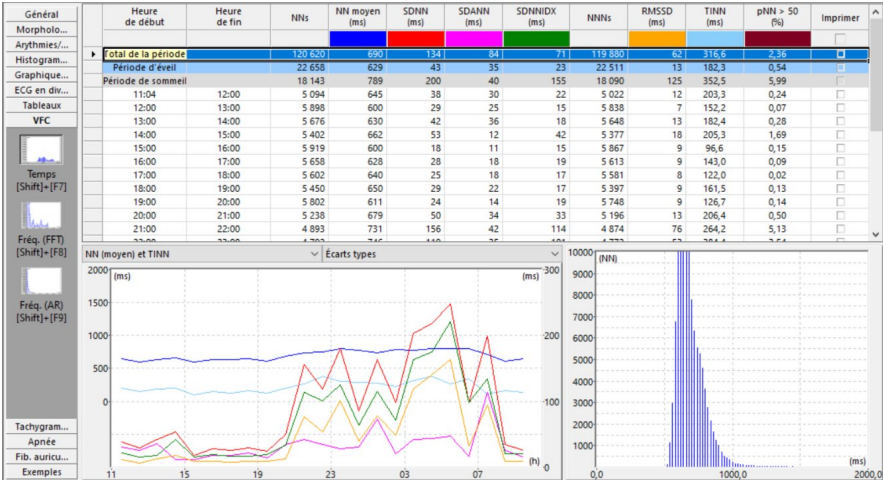 Général
Morpholo...
Arythmies/...
Histogram...
Graphique...
ECG en div...
Tableaux
VFC
Temps
[Shift]+[F7]
Fréq. (FFT)
[Shift]+[F8]
Fréq. (AR)
[Shift]+[F9]
Tachygram...
Apnée
Fib. auricu...
Exemples
Heure de début Heure de fin NNs NN moyen (ms) SDNN (ms) SDANN (ms) SDNNIDX (ms) NNNs RMSSD (ms) TINN (ms) pNN > 50 (%) Imprimer
Total de la période 120 620 690 134 84 71 119 880 62 316,6 2,36
Période d'éveil 22 658 629 43 35 23 22 511 13 182,3 0,54
Période de sommeil 18 143 789 200 40 155 18 090 125 352,5 5,99
11:04 12:00 5 094 645 38 30 22 5 022 12 203,3 0,24
12:00 13:00 5 898 600 29 25 15 5 838 7 152,2 0,07
13:00 14:00 5 676 630 42 36 18 5 648 13 182,4 0,28
14:00 15:00 5 402 662 53 12 42 5 377 18 205,3 1,69
15:00 16:00 5 919 600 18 11 15 5 867 9 96,6 0,15
16:00 17:00 5 658 628 28 18 19 5 613 9 143,0 0,09
17:00 18:00 5 602 640 25 18 17 5 581 8 122,0 0,02
18:00 19:00 5 450 650 29 22 17 5 397 9 161,5 0,13
19:00 20:00 5 802 611 24 14 19 5 748 9 126,7 0,14
20:00 21:00 5 238 679 50 34 33 5 196 13 206,4 0,50
21:00 22:00 4 893 731 156 42 114 4 874 76 264,2 5,13
NN (moyen) et TINN Écarts types
(ms) (ms)
2000 300
1500
1000 200
500
0 100
(h) 0
11 15 19 23 03 07
(NN)
10000
9000
8000
7000
6000
5000
4000
3000
2000
1000
(ms)
0,0 1000,0 2000,0